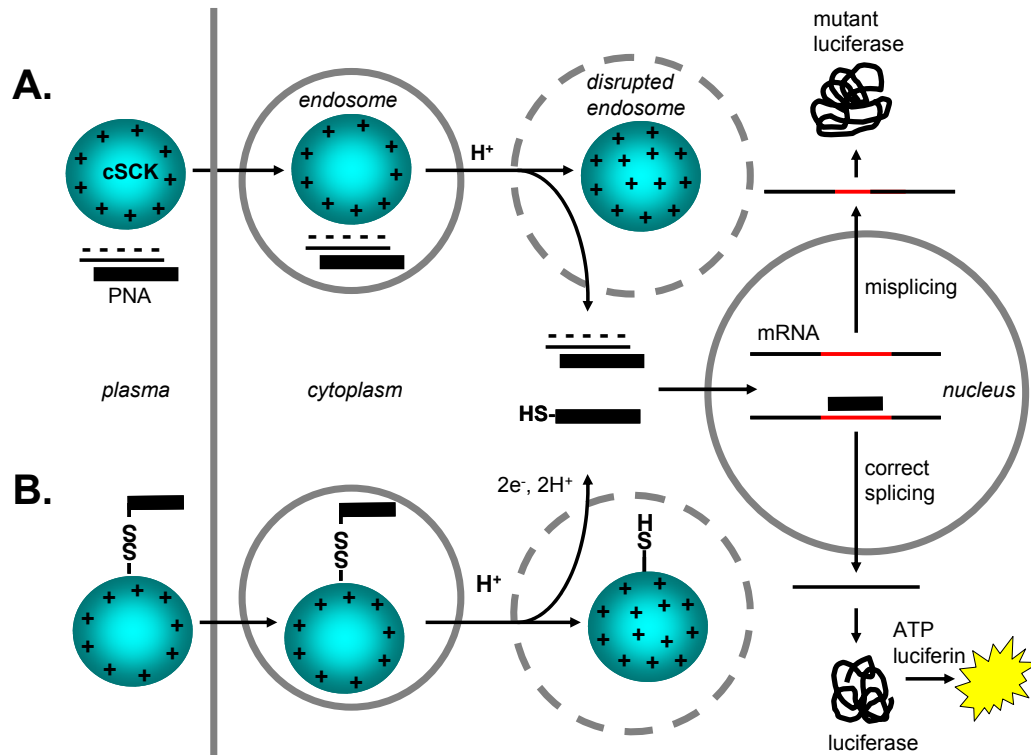 A.
cSCK
PNA
plasma
endosome
cytoplasm
H⁺
disrupted
endosome
mutant
luciferase
misplicing
mRNA
nucleus
correct
splicing
HS-
B.
S
S
S
S
H⁺
2e⁻, 2H⁺
H
S
ATP
luciferin
luciferase